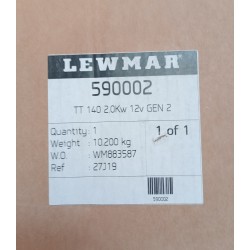 LEWMAR
590002
TT 140 2.0Kw 12v GEN 2
Quantity : 1
1 of 1
Weight : 10.200 kg
W.O. : WM883587
Ref : 27J19
590002